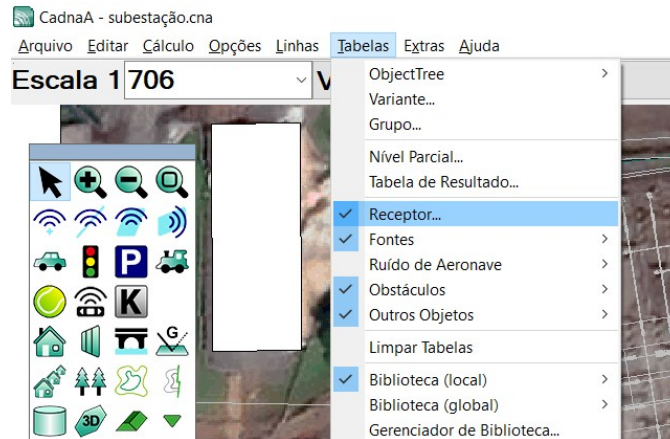 CadnaA - subestação.cna
Arquivo Editar Cálculo Opções Linhas Tabelas Extras Ajuda
Escala 1 706
ObjectTree
Variante...
Grupo...
Nível Parcial...
Tabela de Resultado...
Receptor...
Fontes
Ruído de Aeronave
Obstáculos
Outros Objetos
Limpar Tabelas
Biblioteca (local)
Biblioteca (global)
Gerenciador de Biblioteca...
P
K
G
3D